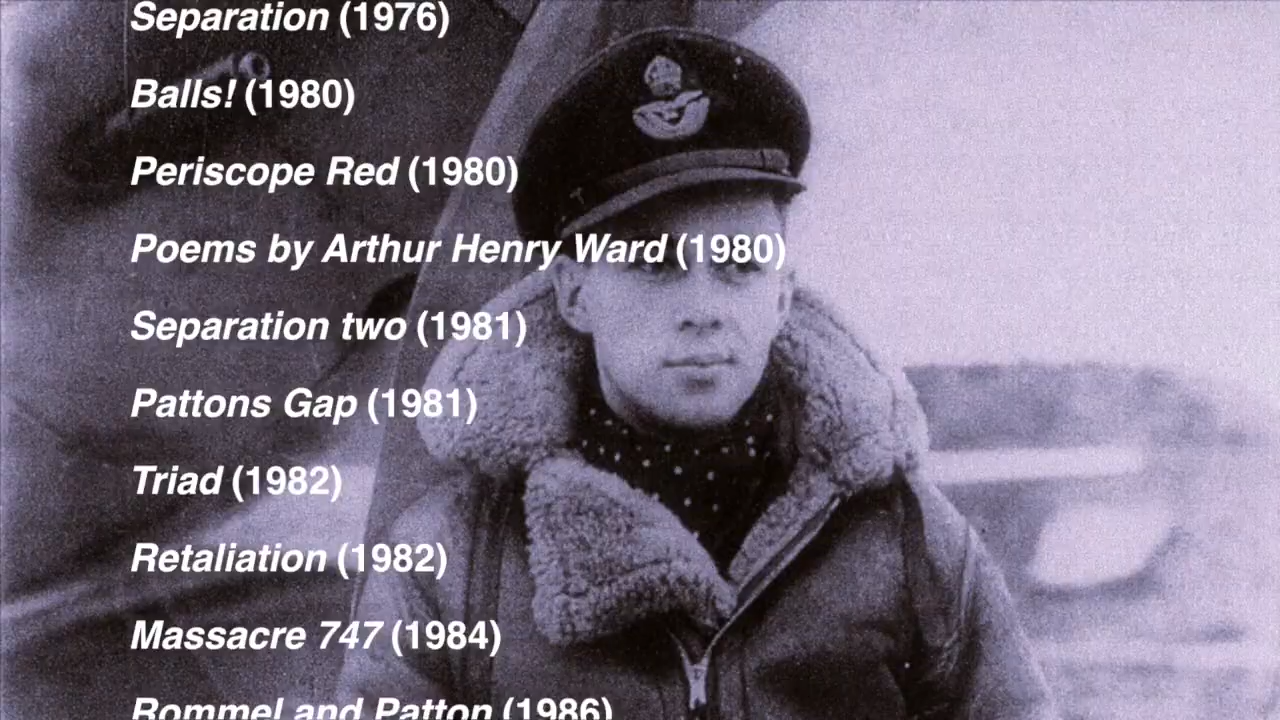 Separation (1976)
Balls! (1980)
Periscope Red (1980)
Poems by Arthur Henry Ward (1980)
Separation two (1981)
Pattons Gap (1981)
Triad (1982)
Retaliation (1982)
Massacre 747 (1984)
Rommel and Patton (1986)